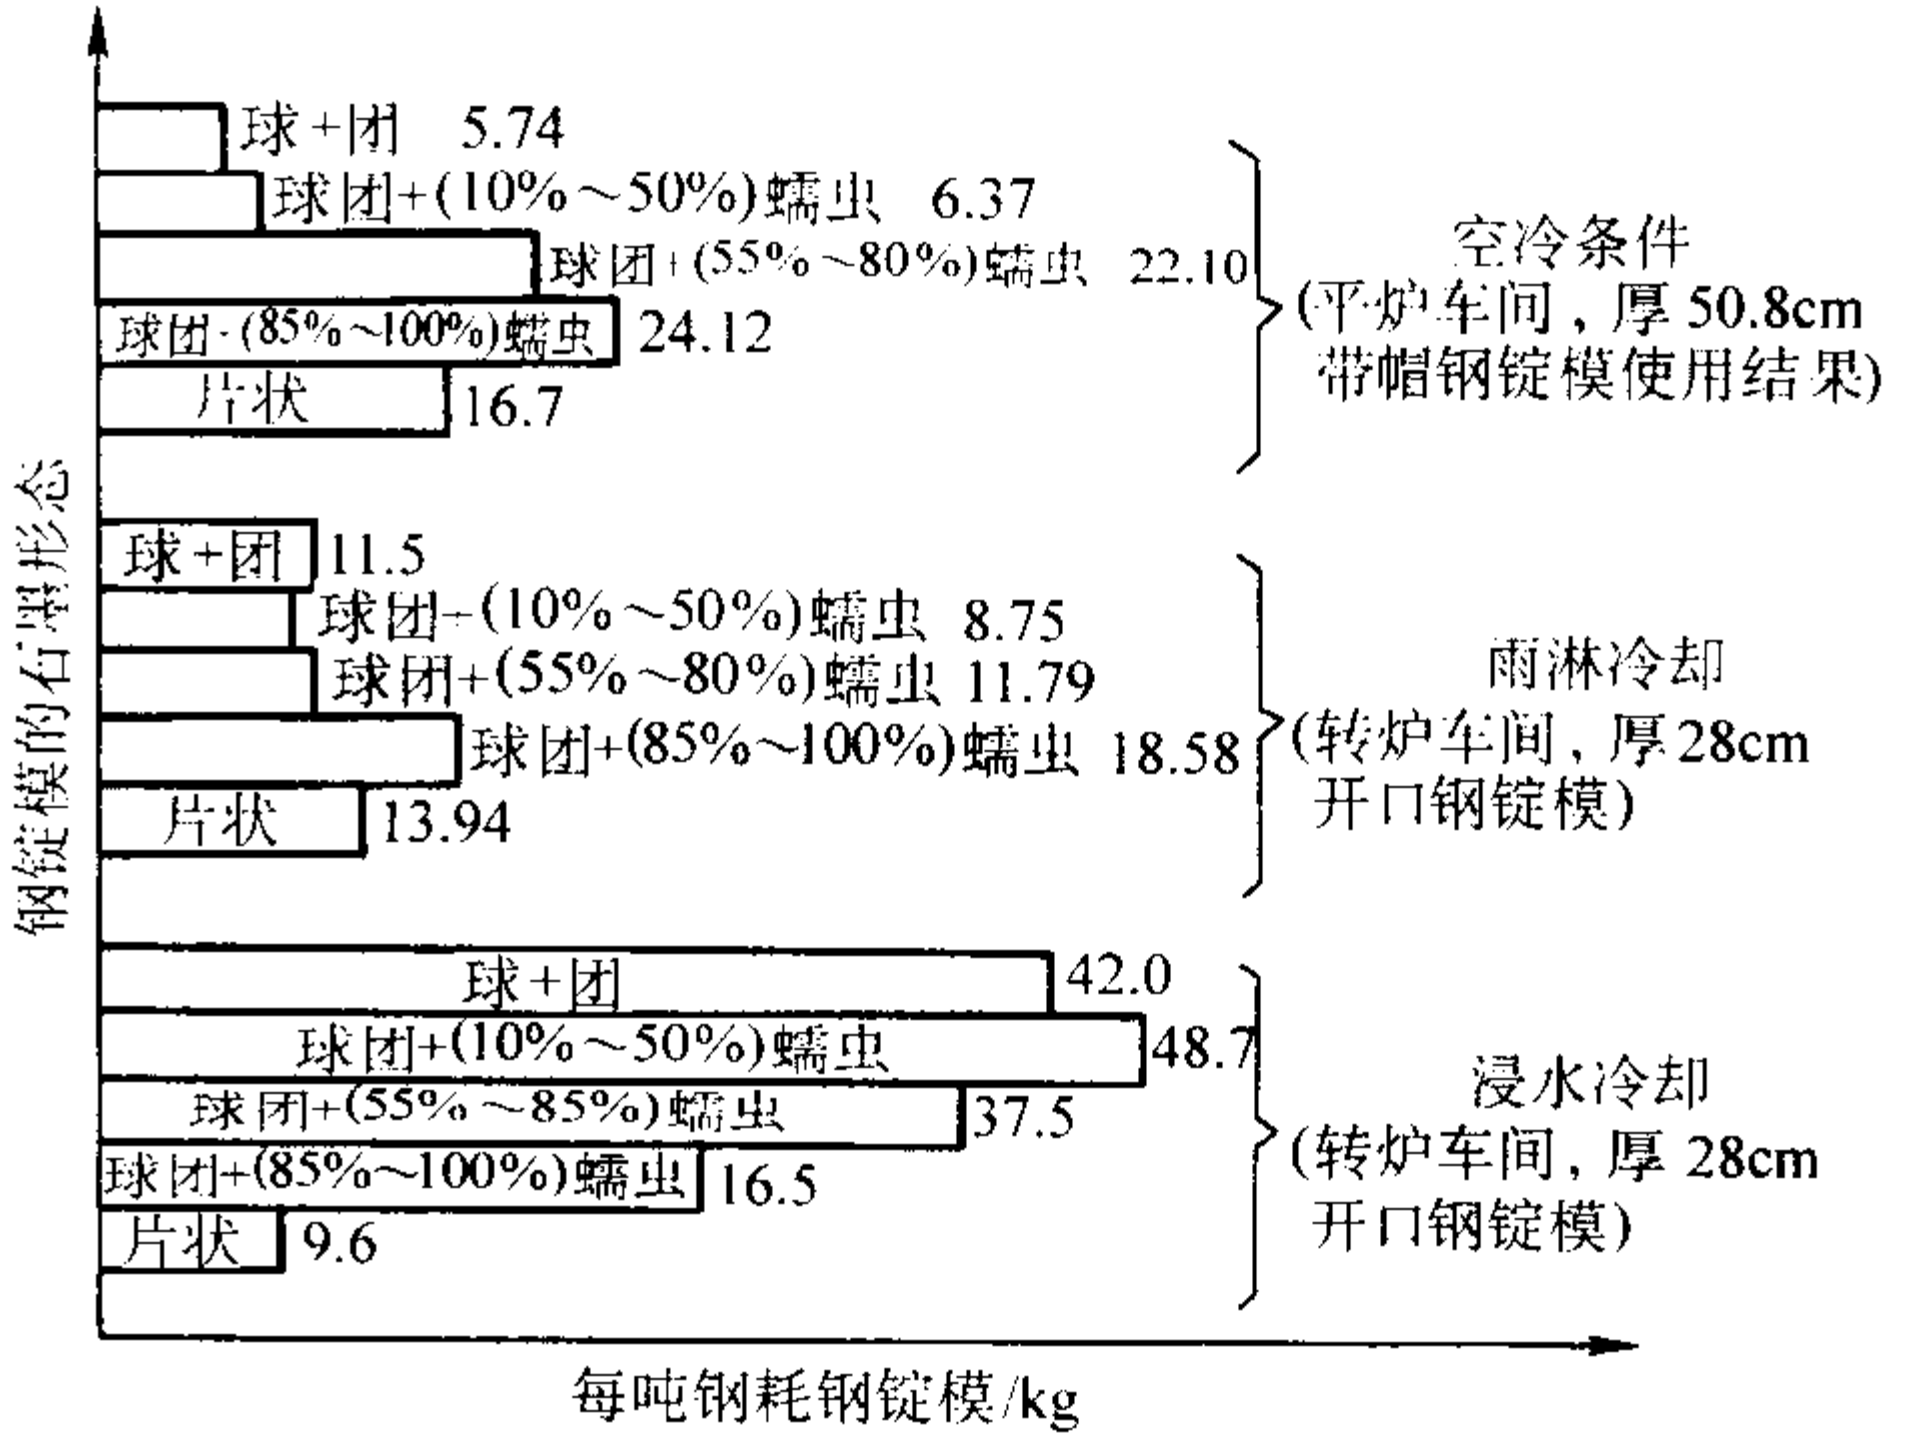 球+团 5.74
球团+(10%～50%)蠕虫 6.37
球团+(55%～80%)蠕虫 22.10
球团-(85%～100%)蠕虫 24.12
片状 16.7
空冷条件
(平炉车间，厚50.8cm
带帽钢锭模使用结果)
钢锭模的石墨形态
球+团 11.5
球团+(10%～50%)蠕虫 8.75
球团+(55%～80%)蠕虫 11.79
球团+(85%～100%)蠕虫 18.58
片状 13.94
雨淋冷却
(转炉车间，厚28cm
开口钢锭模)
球+团 42.0
球团+(10%～50%)蠕虫 48.7
球团+(55%～85%)蠕虫 37.5
球团+(85%～100%)蠕虫 16.5
片状 9.6
浸水冷却
(转炉车间，厚28cm
开口钢锭模)
每吨钢耗钢锭模/kg